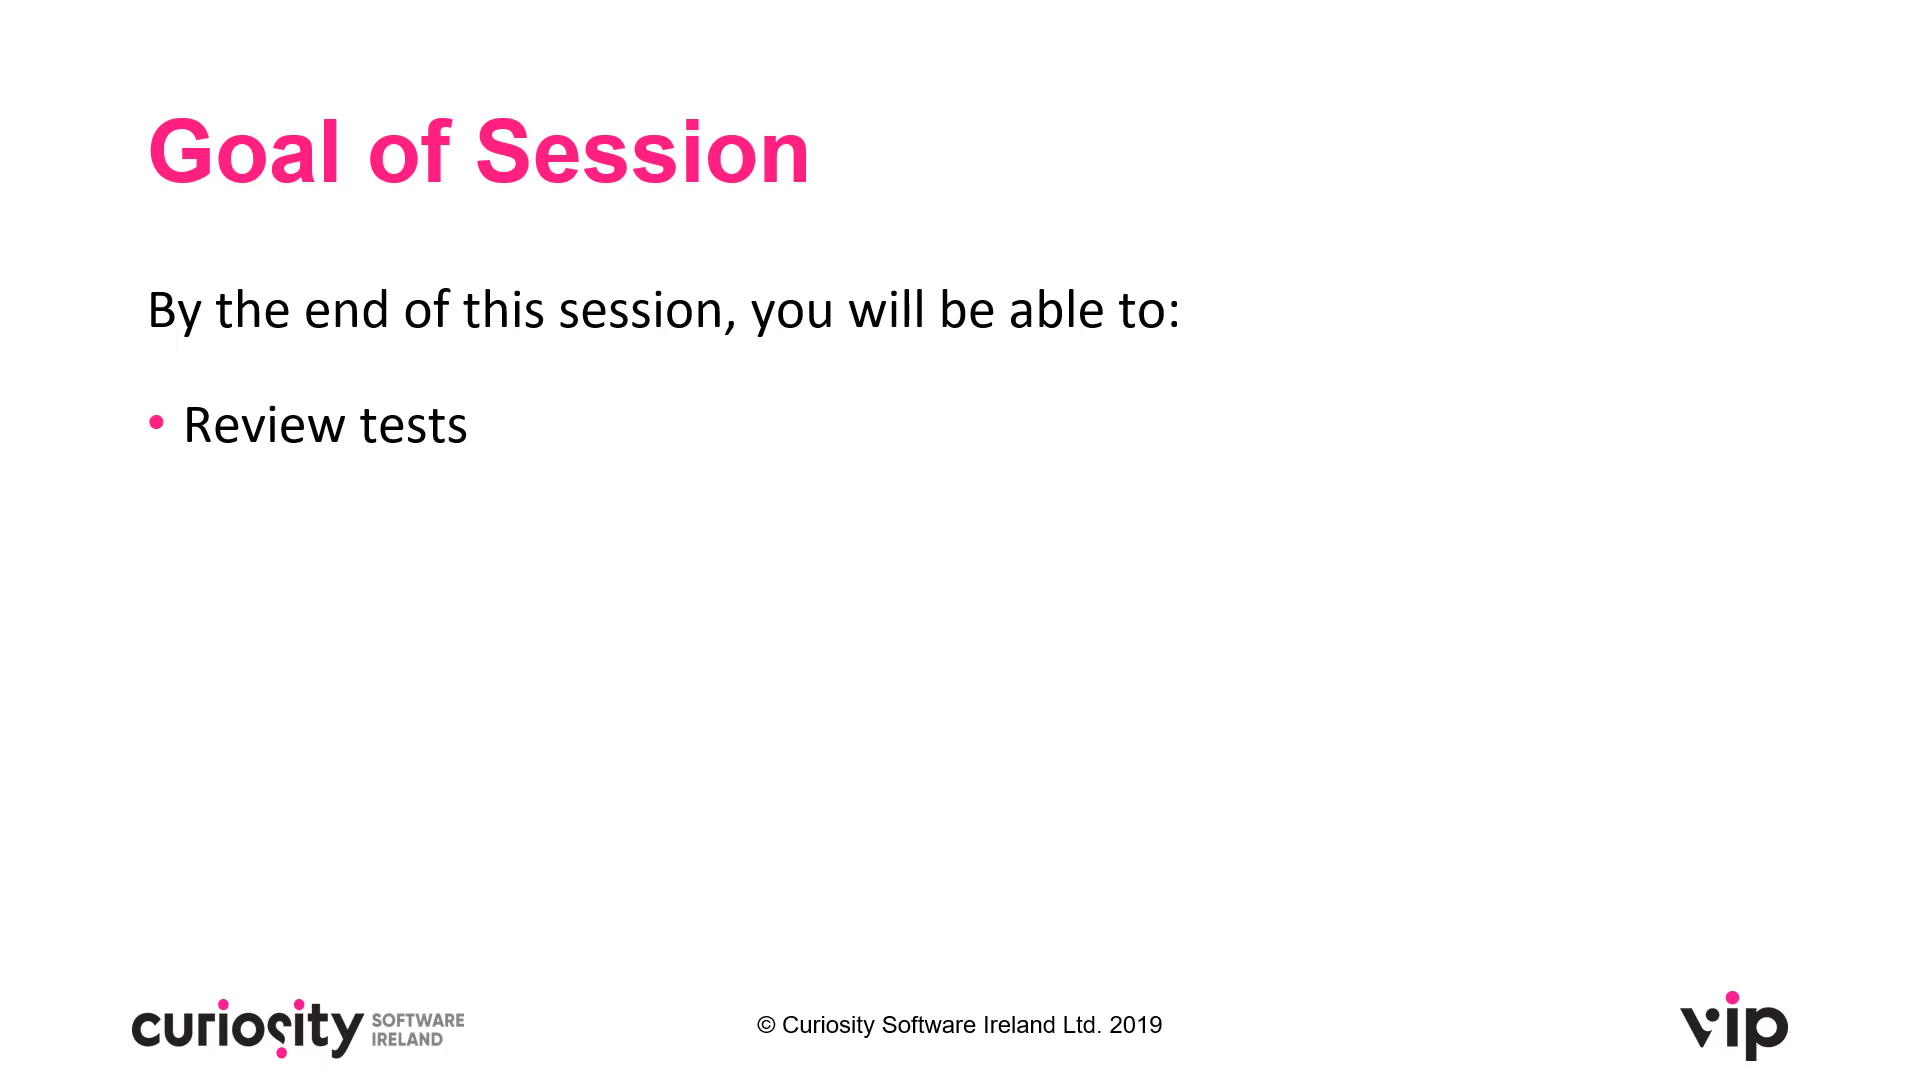 Goal of Session
By the end of this session, you will be able to:
• Review tests
curiosity SOFTWARE IRELAND
© Curiosity Software Ireland Ltd. 2019
vip